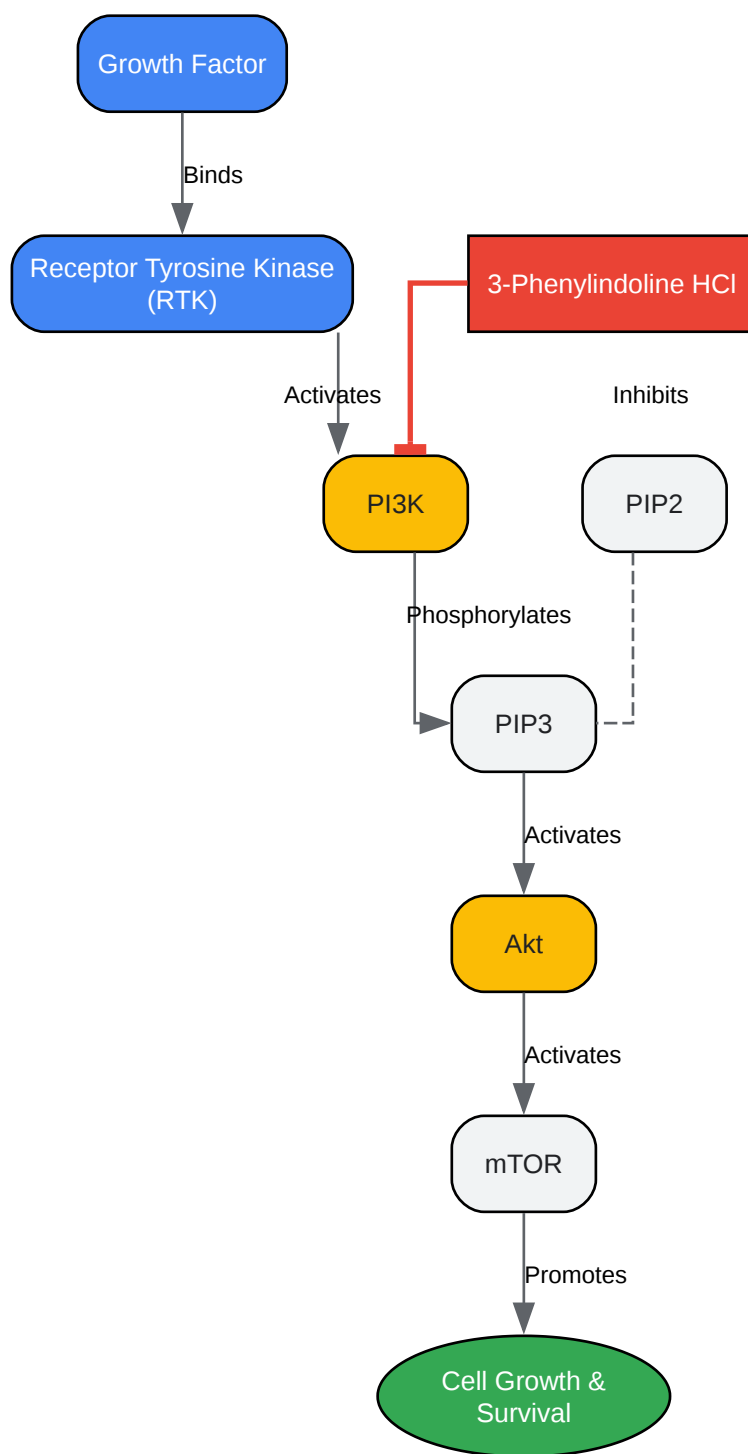 Growth Factor
Binds
Receptor Tyrosine Kinase
(RTK)
3-Phenylindoline HCl
Activates
Inhibits
PI3K
PIP2
Phosphorylates
PIP3
Activates
Akt
Activates
mTOR
Promotes
Cell Growth &
Survival